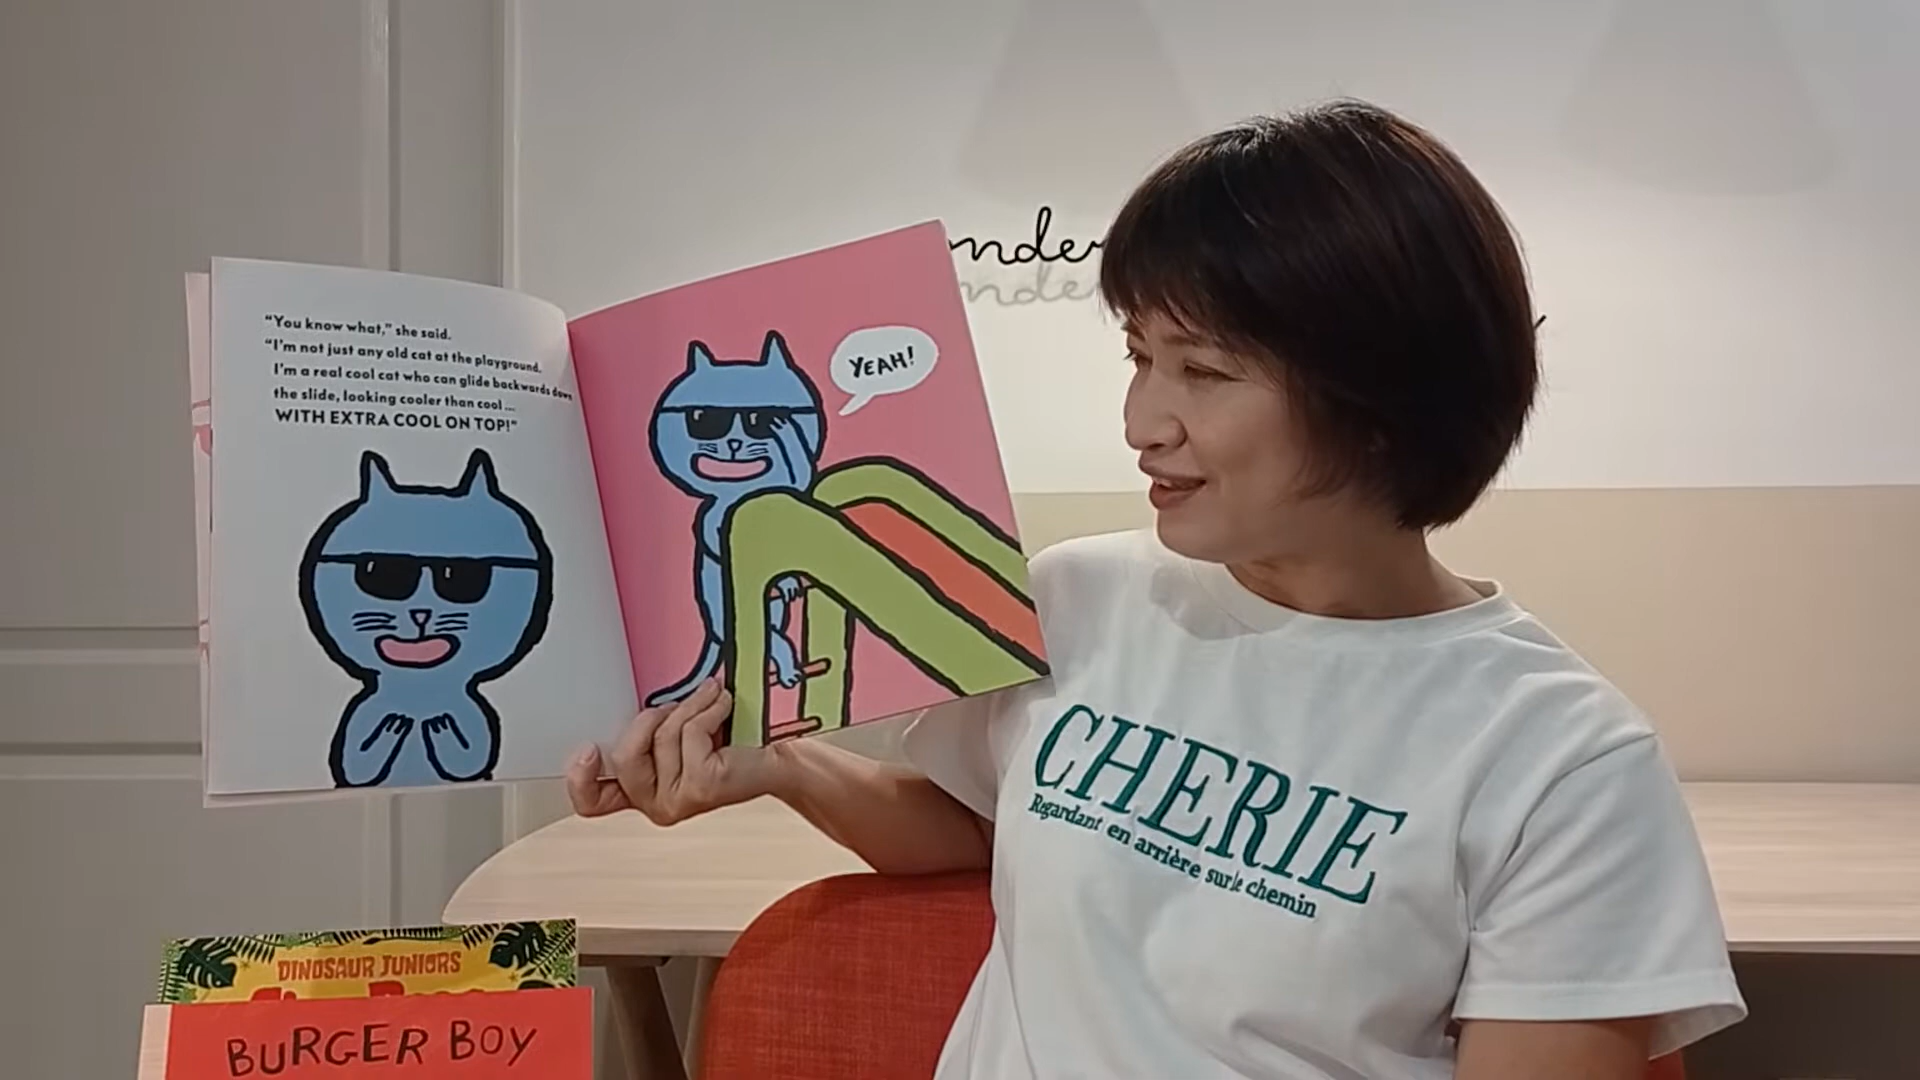 "You know what," she said.
"I'm not just any old cat at the playground.
I'm a real cool cat who can glide backwards down
the slide, looking cooler than cool ...
WITH EXTRA COOL ON TOP!"
YEAH!
CHERIE
Regardant en arrière sur le chemin
DINOSAUR JUNIORS
BURGER BOY